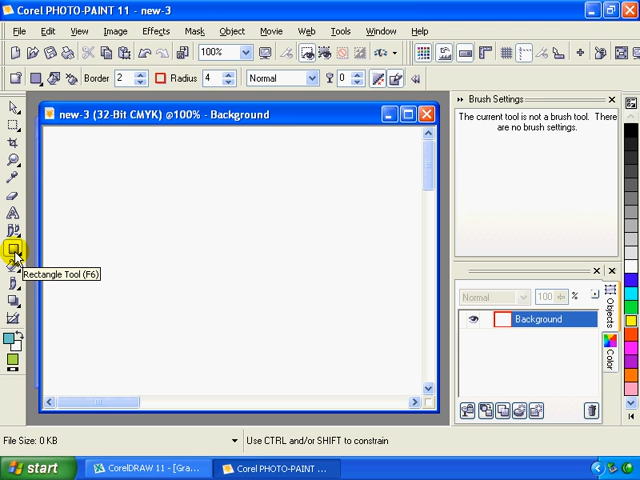 Corel PHOTO-PAINT 11 - new-3
File Edit View Image Effects Mask Object Movie Web Tools Window Help
100%
Border 2 Radius 4 Normal 0
new-3 (32-Bit CMYK) @100% - Background
Brush Settings
The current tool is not a brush tool. There
are no brush settings.
Rectangle Tool (F6)
Normal 100 %
Background
Objects
Color
File Size: 0 KB
Use CTRL and/or SHIFT to constrain
start
CorelDRAW 11 - [Gra...
Corel PHOTO-PAINT ...